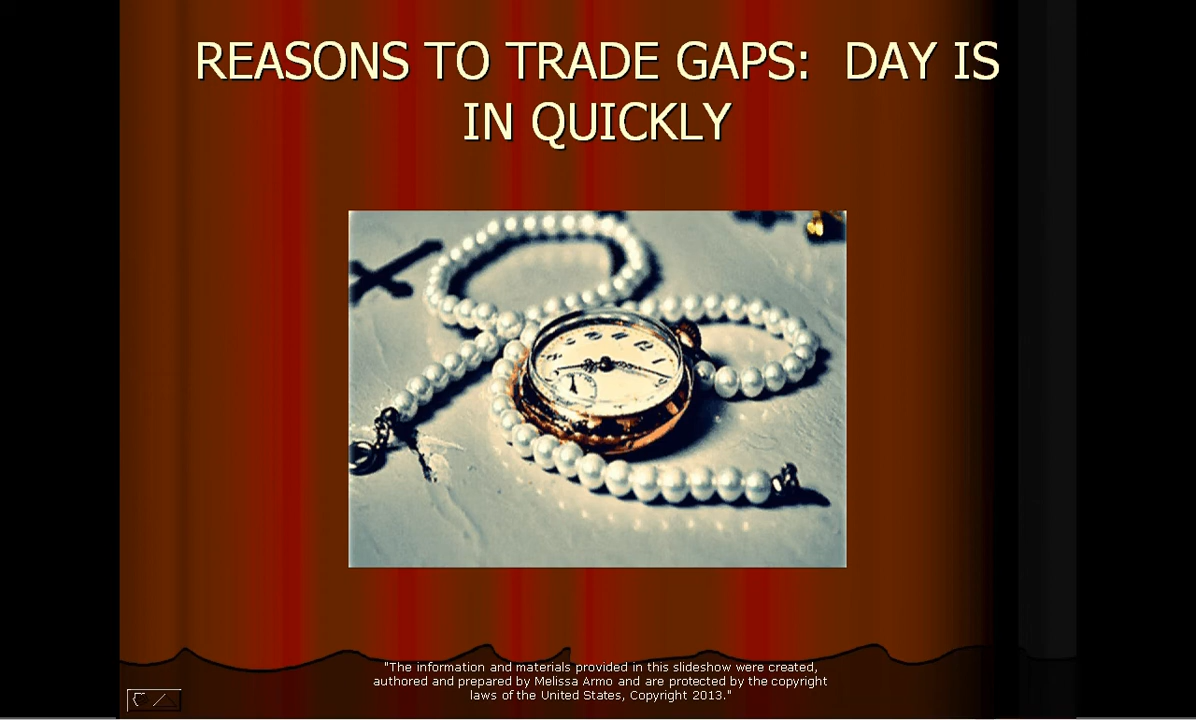 REASONS TO TRADE GAPS: DAY IS
IN QUICKLY
"The information and materials provided in this slideshow were created,
authored and prepared by Melissa Armo and are protected by the copyright
laws of the United States, Copyright 2013."